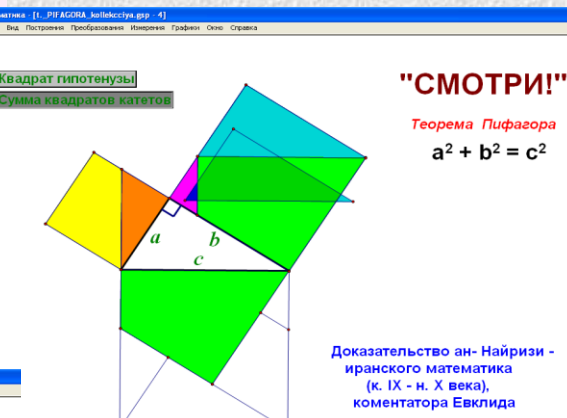 матика - [t._PIFAGORA_kollekcciya.gsp - 4]
Вид Построения Преобразования Измерения Графики Окно Справка
Квадрат гипотенузы
Сумма квадратов катетов
"СМОТРИ!"
Теорема Пифагора
a² + b² = c²
a
b
c
Доказательство ан- Найризи -
иранского математика
(к. IX - н. X века),
коментатора Евклида